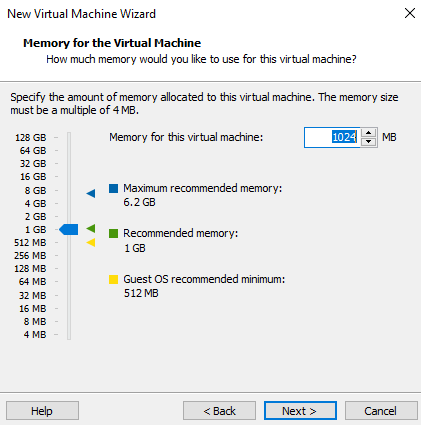 New Virtual Machine Wizard
Memory for the Virtual Machine
How much memory would you like to use for this virtual machine?
Specify the amount of memory allocated to this virtual machine. The memory size
must be a multiple of 4 MB.
Memory for this virtual machine: 1024 MB
128 GB
64 GB
32 GB
16 GB
8 GB
4 GB
2 GB
1 GB
512 MB
256 MB
128 MB
64 MB
32 MB
16 MB
8 MB
4 MB
Maximum recommended memory:
6.2 GB
Recommended memory:
1 GB
Guest OS recommended minimum:
512 MB
Help
< Back
Next >
Cancel